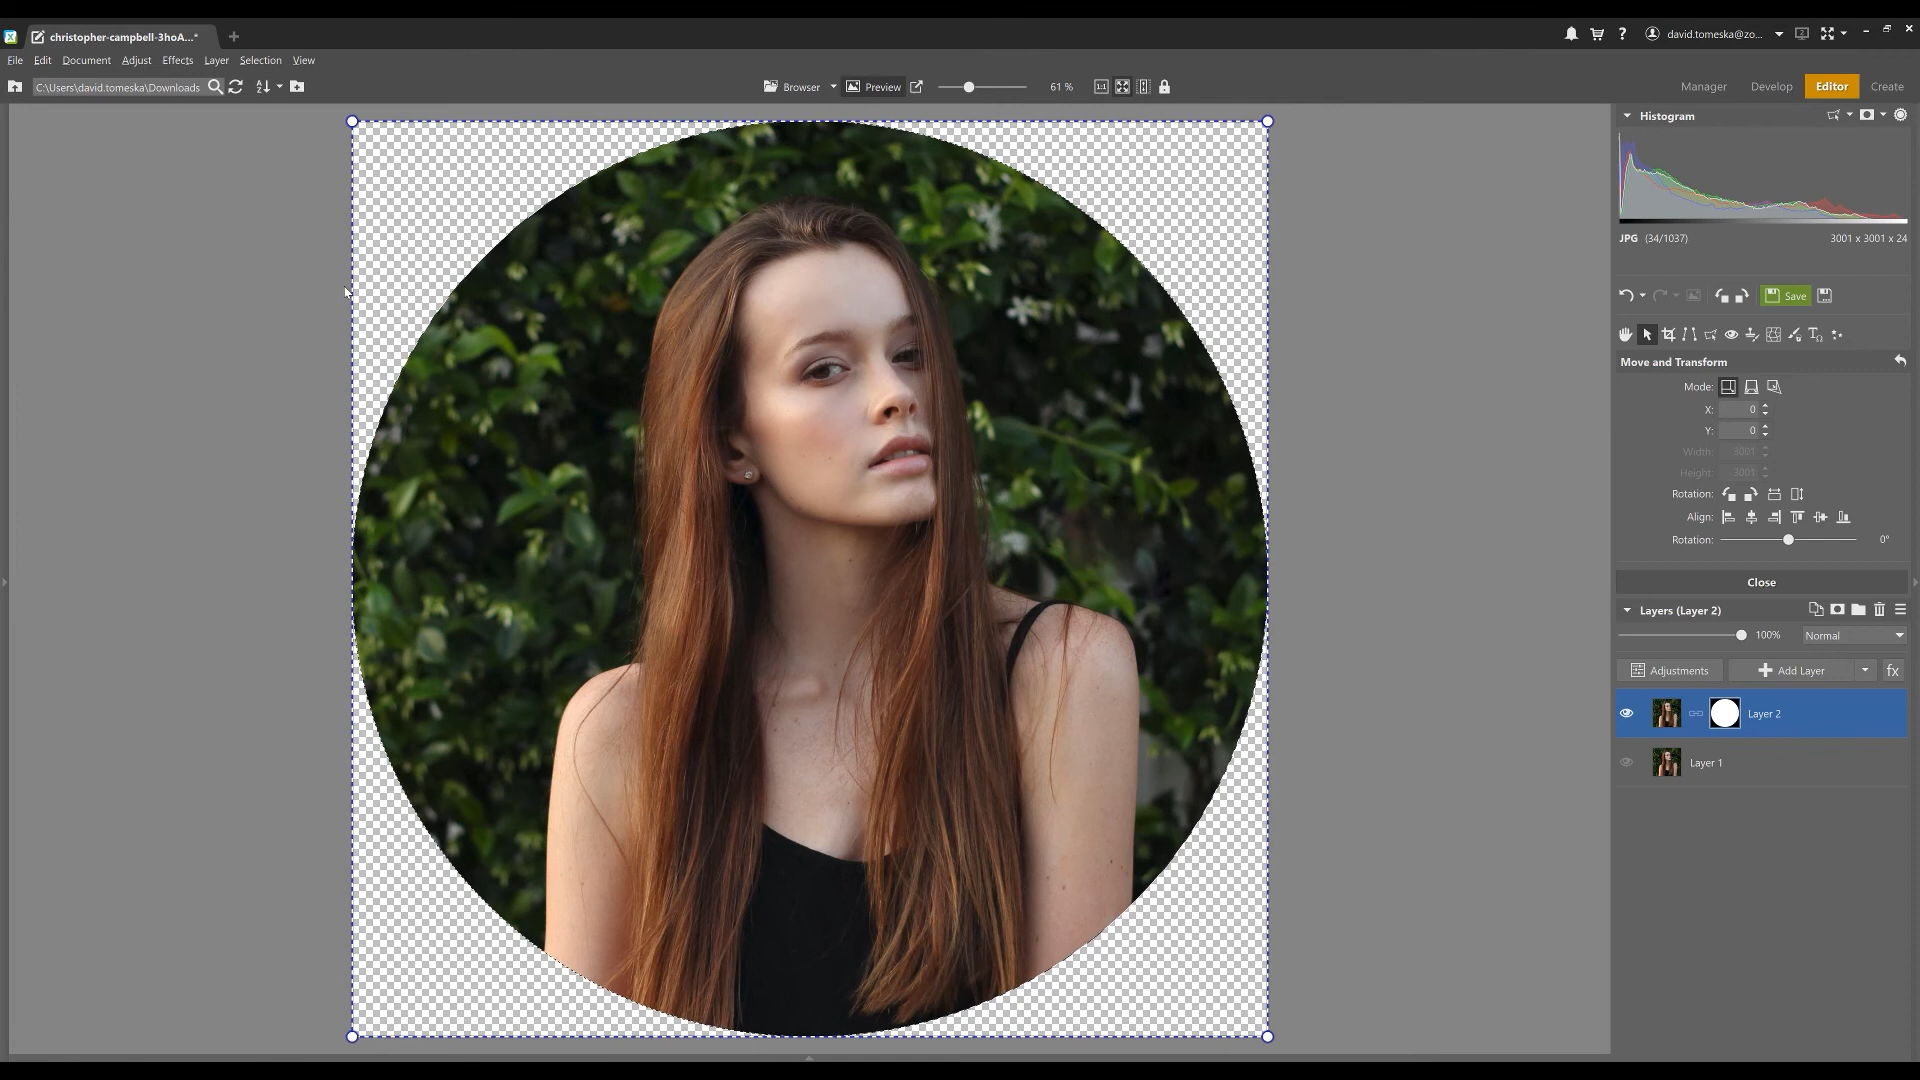 christopher-campbell-3hoA...*
david.tomeska@zo...
File Edit Document Adjust Effects Layer Selection View
C:\Users\david.tomeska\Downloads
Browser
Preview
61 %
Manager Develop Editor Create
Histogram
JPG (34/1037) 3001 x 3001 x 24
Save
Move and Transform
Mode:
X: 0
Y: 0
Width: 3001
Height: 3001
Rotation:
Align:
Rotation: 0°
Close
Layers (Layer 2)
100% Normal
Adjustments Add Layer fx
Layer 2
Layer 1